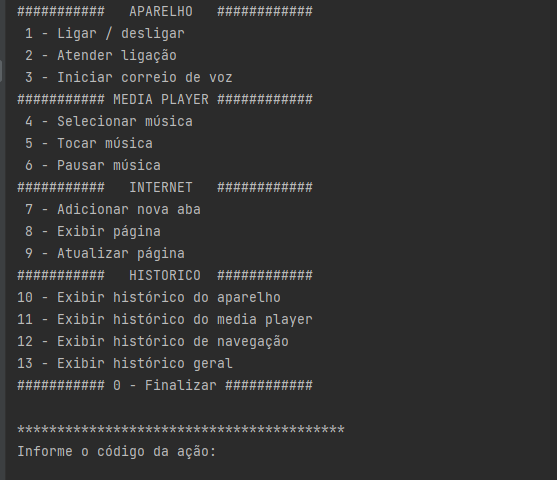 ###########   APARELHO   ############
 1 - Ligar / desligar
 2 - Atender ligação
 3 - Iniciar correio de voz
########### MEDIA PLAYER ############
 4 - Selecionar música
 5 - Tocar música
 6 - Pausar música
###########   INTERNET   ############
 7 - Adicionar nova aba
 8 - Exibir página
 9 - Atualizar página
###########   HISTORICO  ############
10 - Exibir histórico do aparelho
11 - Exibir histórico do media player
12 - Exibir histórico de navegação
13 - Exibir histórico geral
########### 0 - Finalizar ###########
*****************************************
Informe o código da ação: